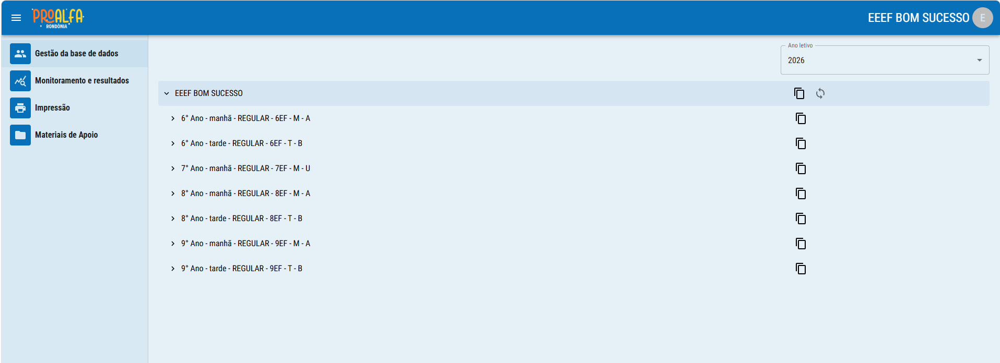 PROALFA
RONDÔNIA
EEEF BOM SUCESSO
E
Gestão da base de dados
Monitoramento e resultados
Impressão
Materiais de Apoio
Ano letivo
2026
EEEF BOM SUCESSO
6° Ano - manhã - REGULAR - 6EF - M - A
6° Ano - tarde - REGULAR - 6EF - T - B
7° Ano - manhã - REGULAR - 7EF - M - U
8° Ano - manhã - REGULAR - 8EF - M - A
8° Ano - tarde - REGULAR - 8EF - T - B
9° Ano - manhã - REGULAR - 9EF - M - A
9° Ano - tarde - REGULAR - 9EF - T - B